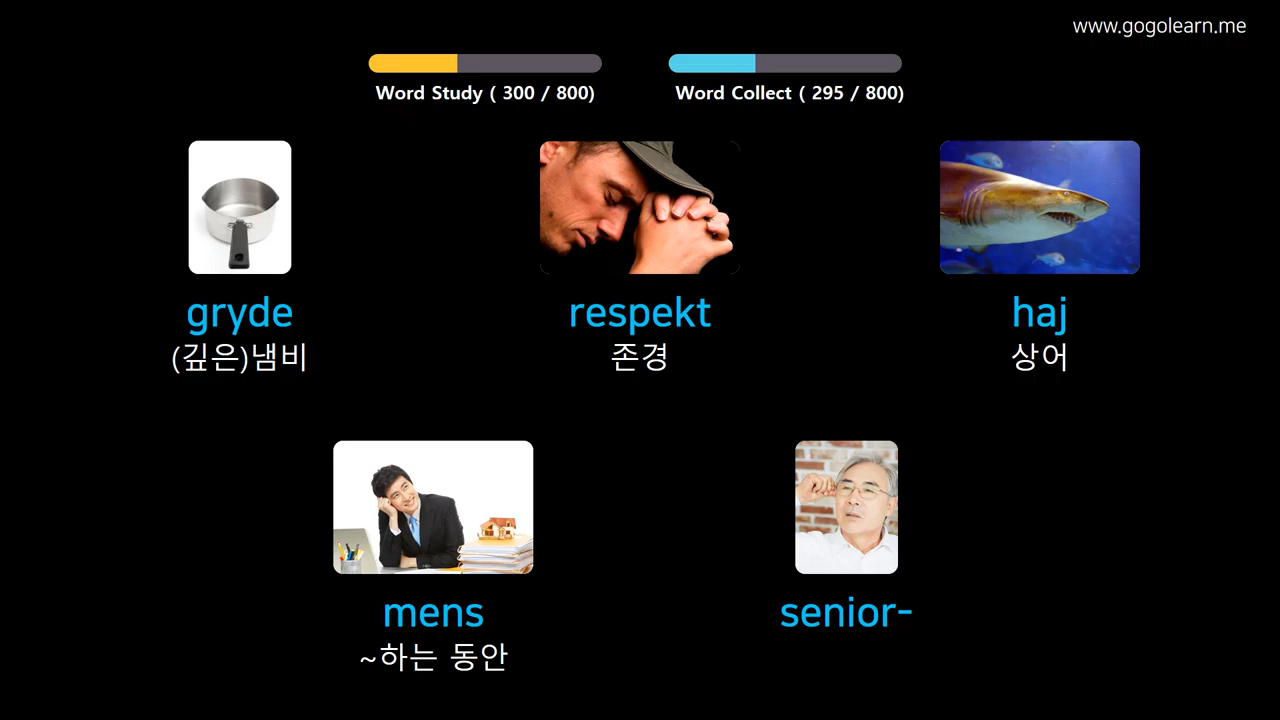 www.gogolearn.me
Word Study ( 300 / 800)
Word Collect ( 295 / 800)
gryde
(깊은)냄비
respekt
존경
haj
상어
mens
~하는 동안
senior-